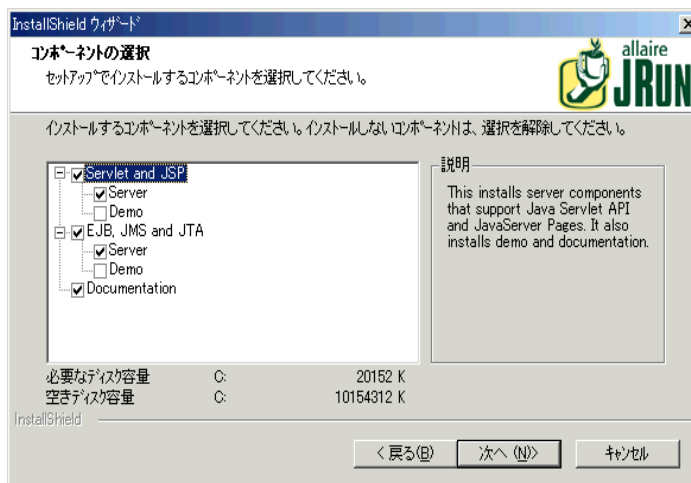 InstallShield ウィザード
コンポーネントの選択
セットアップでインストールするコンポーネントを選択してください。
allaire
JRUN
インストールするコンポーネントを選択してください。インストールしないコンポーネントは、選択を解除してください。
Servlet and JSP
Server
Demo
EJB, JMS and JTA
Server
Demo
Documentation
説明
This installs server components
that support Java Servlet API
and JavaServer Pages. It also
installs demo and documentation.
必要なディスク容量 C: 20152 K
空きディスク容量 C: 10154312 K
InstallShield
< 戻る(B)
次へ (N)>
キャンセル